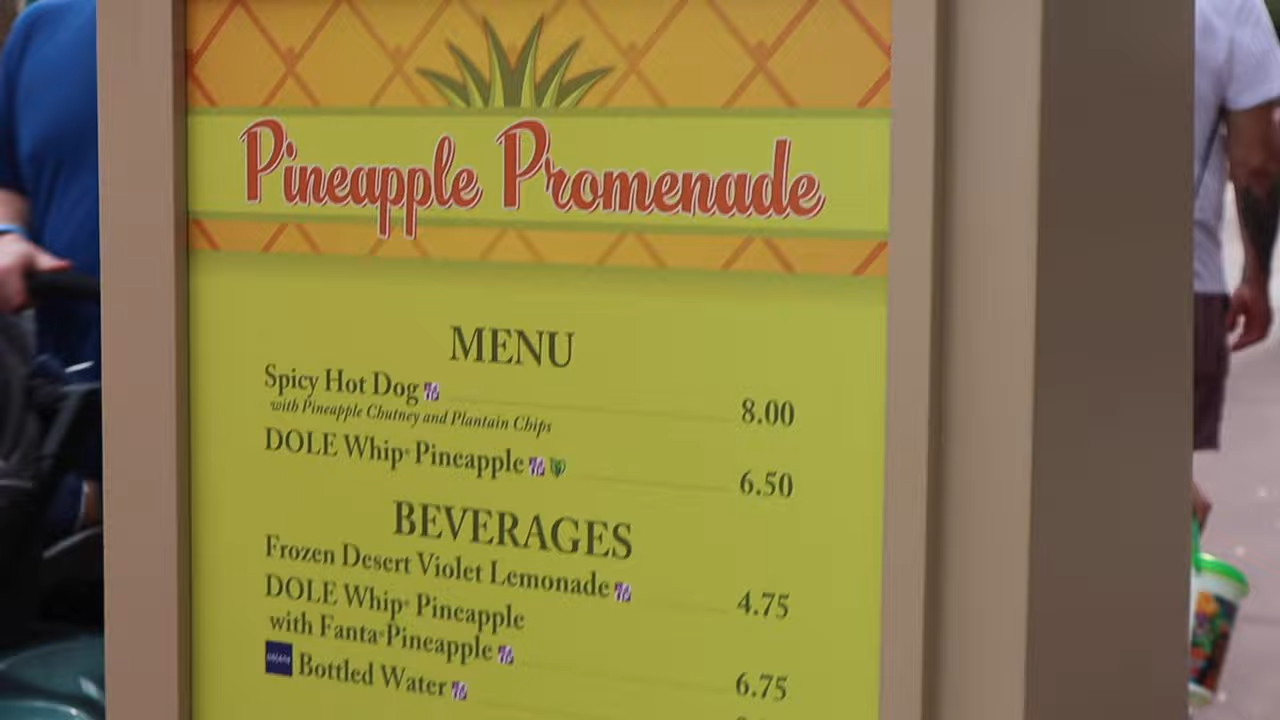 Pineapple Promenade
MENU
Spicy Hot Dog 8.00
with Pineapple Chutney and Plantain Chips
DOLE Whip® Pineapple 6.50
BEVERAGES
Frozen Desert Violet Lemonade 4.75
DOLE Whip® Pineapple
with Fanta® Pineapple 6.75
Bottled Water